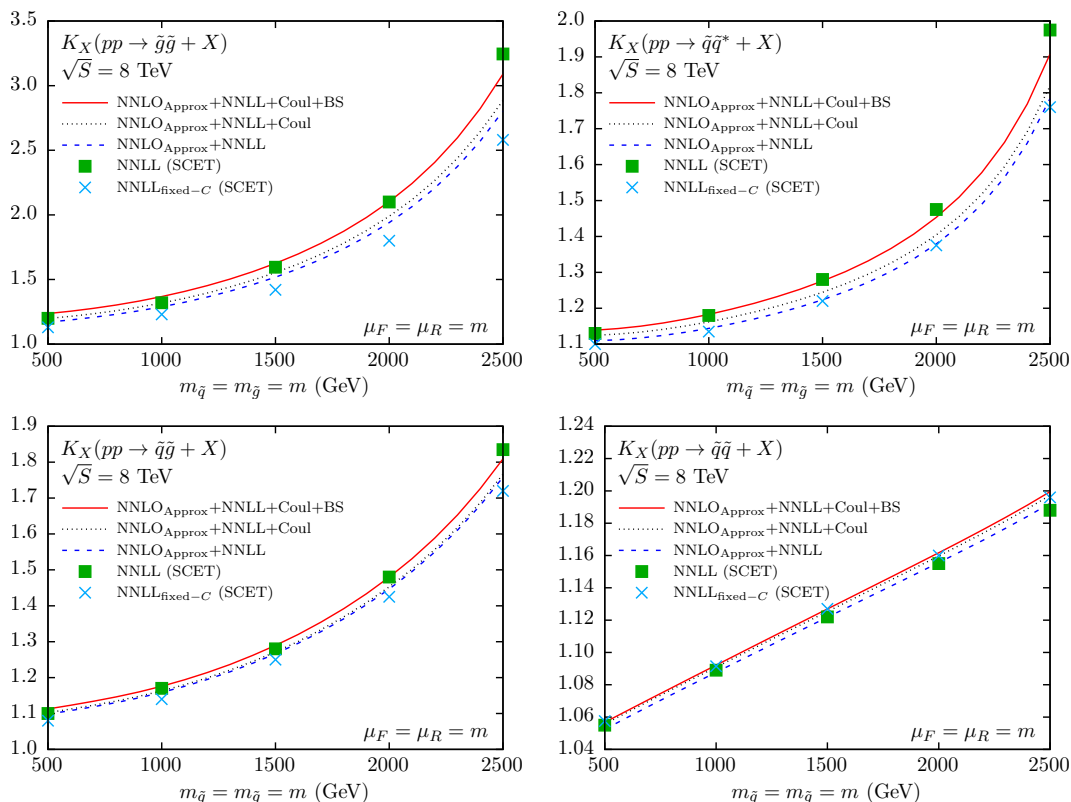 3.5
3.0
2.5
2.0
1.5
1.0
K_X(pp → g̃g̃ + X)
√S = 8 TeV
NNLO_Approx+NNLL+Coul+BS
NNLO_Approx+NNLL+Coul
NNLO_Approx+NNLL
NNLL (SCET)
NNLL_fixed−C (SCET)
μ_F = μ_R = m
500 1000 1500 2000 2500
m_q̃ = m_g̃ = m (GeV)
2.0
1.9
1.8
1.7
1.6
1.5
1.4
1.3
1.2
1.1
K_X(pp → q̃q̃* + X)
√S = 8 TeV
NNLO_Approx+NNLL+Coul+BS
NNLO_Approx+NNLL+Coul
NNLO_Approx+NNLL
NNLL (SCET)
NNLL_fixed−C (SCET)
μ_F = μ_R = m
500 1000 1500 2000 2500
m_q̃ = m_g̃ = m (GeV)
1.9
1.8
1.7
1.6
1.5
1.4
1.3
1.2
1.1
1.0
K_X(pp → q̃g̃ + X)
√S = 8 TeV
NNLO_Approx+NNLL+Coul+BS
NNLO_Approx+NNLL+Coul
NNLO_Approx+NNLL
NNLL (SCET)
NNLL_fixed−C (SCET)
μ_F = μ_R = m
500 1000 1500 2000 2500
m_q̃ = m_g̃ = m (GeV)
1.24
1.22
1.20
1.18
1.16
1.14
1.12
1.10
1.08
1.06
1.04
K_X(pp → q̃q̃ + X)
√S = 8 TeV
NNLO_Approx+NNLL+Coul+BS
NNLO_Approx+NNLL+Coul
NNLO_Approx+NNLL
NNLL (SCET)
NNLL_fixed−C (SCET)
μ_F = μ_R = m
500 1000 1500 2000 2500
m_q̃ = m_g̃ = m (GeV)